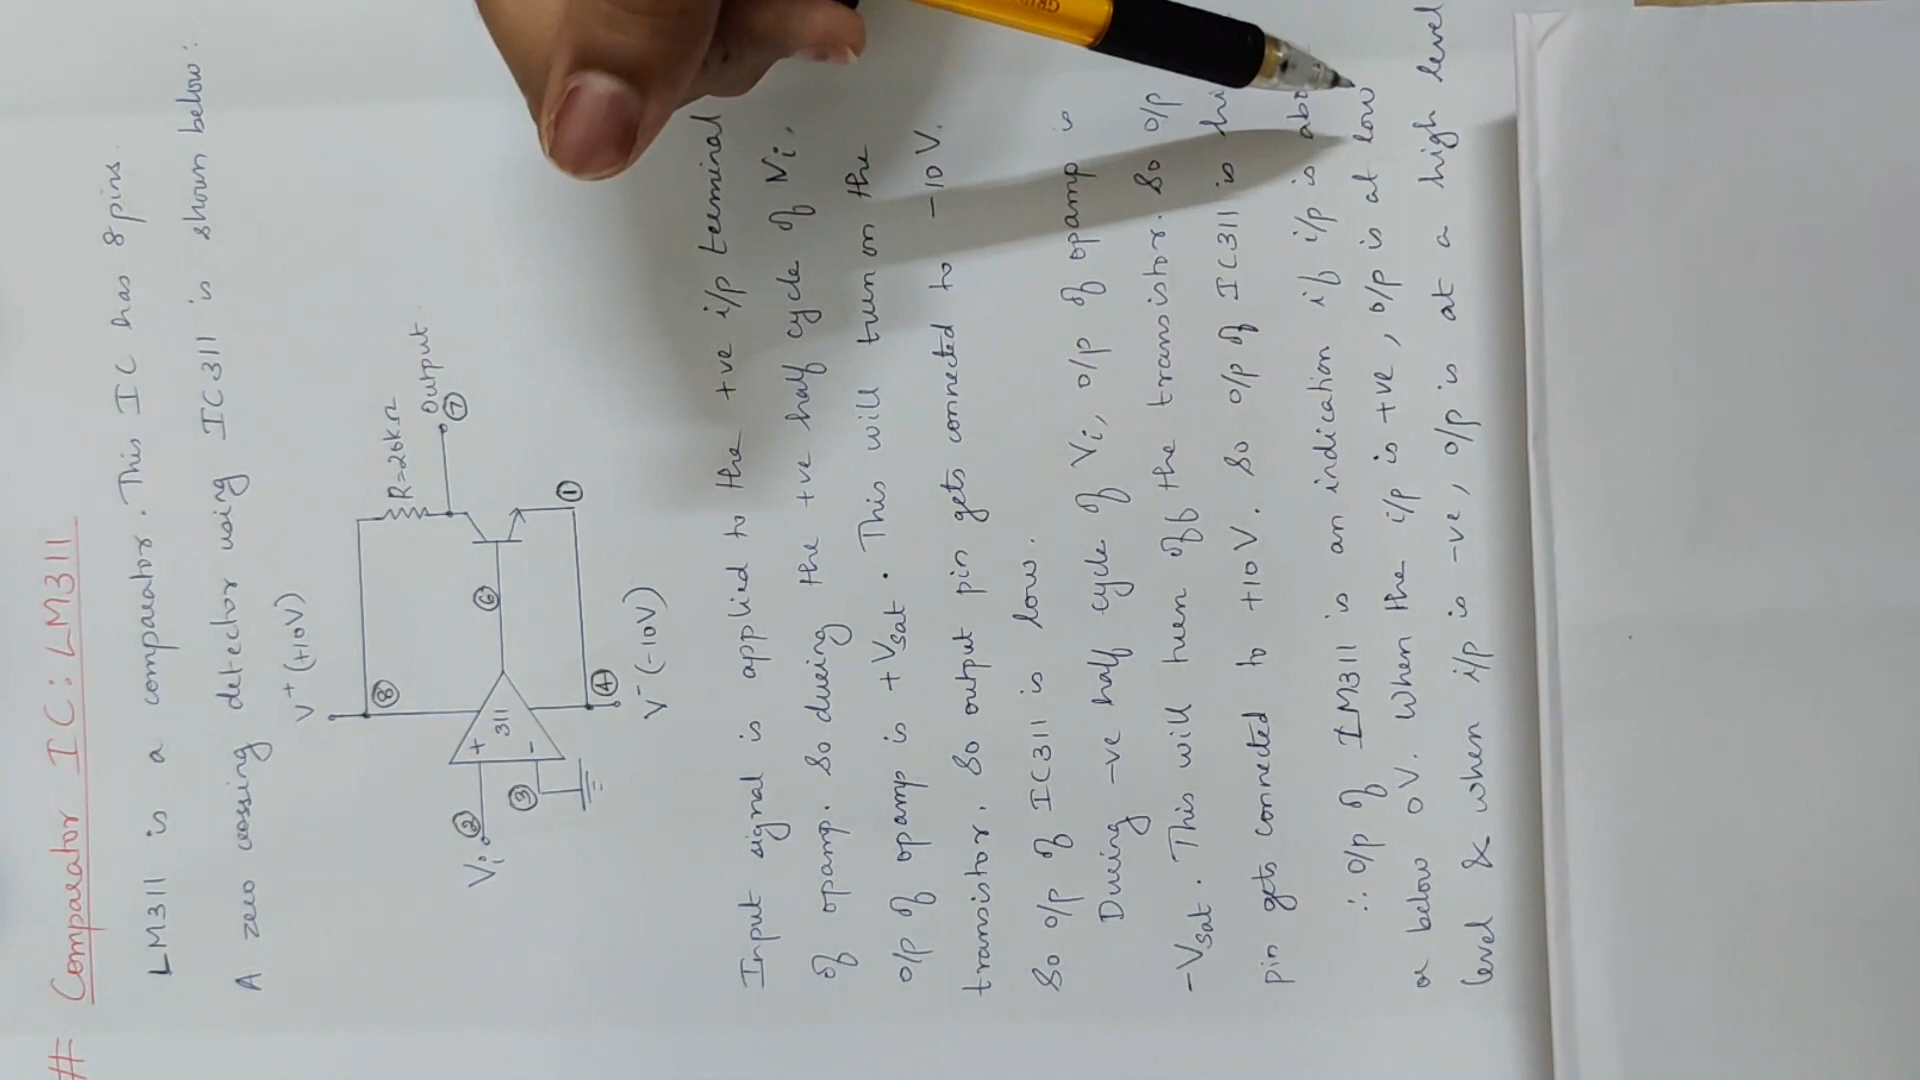 # Comparator IC : LM311
LM311 is a comparator. This IC has 8 pins.
A zero crossing detector using IC311 is shown below:
V+ (+10V)
8
R=20KΩ
Output
7
Vi
2
+
311
-
3
6
1
4
V- (-10V)
Input signal is applied to the +ve i/p terminal
of opamp. So during the +ve half cycle of Vi,
o/p of opamp is +Vsat. This will turn on the
transistor. So output pin gets connected to -10V.
So o/p of IC311 is low.
During -ve half cycle of Vi, o/p of opamp is
-Vsat. This will turn off the transistor. So o/p
pin gets connected to +10V. So o/p of IC311 is
∴ o/p of LM311 is an indication if i/p is
or below 0V. When the i/p is +ve, o/p is at low
level & when i/p is -ve, o/p is at a high level
GRIP